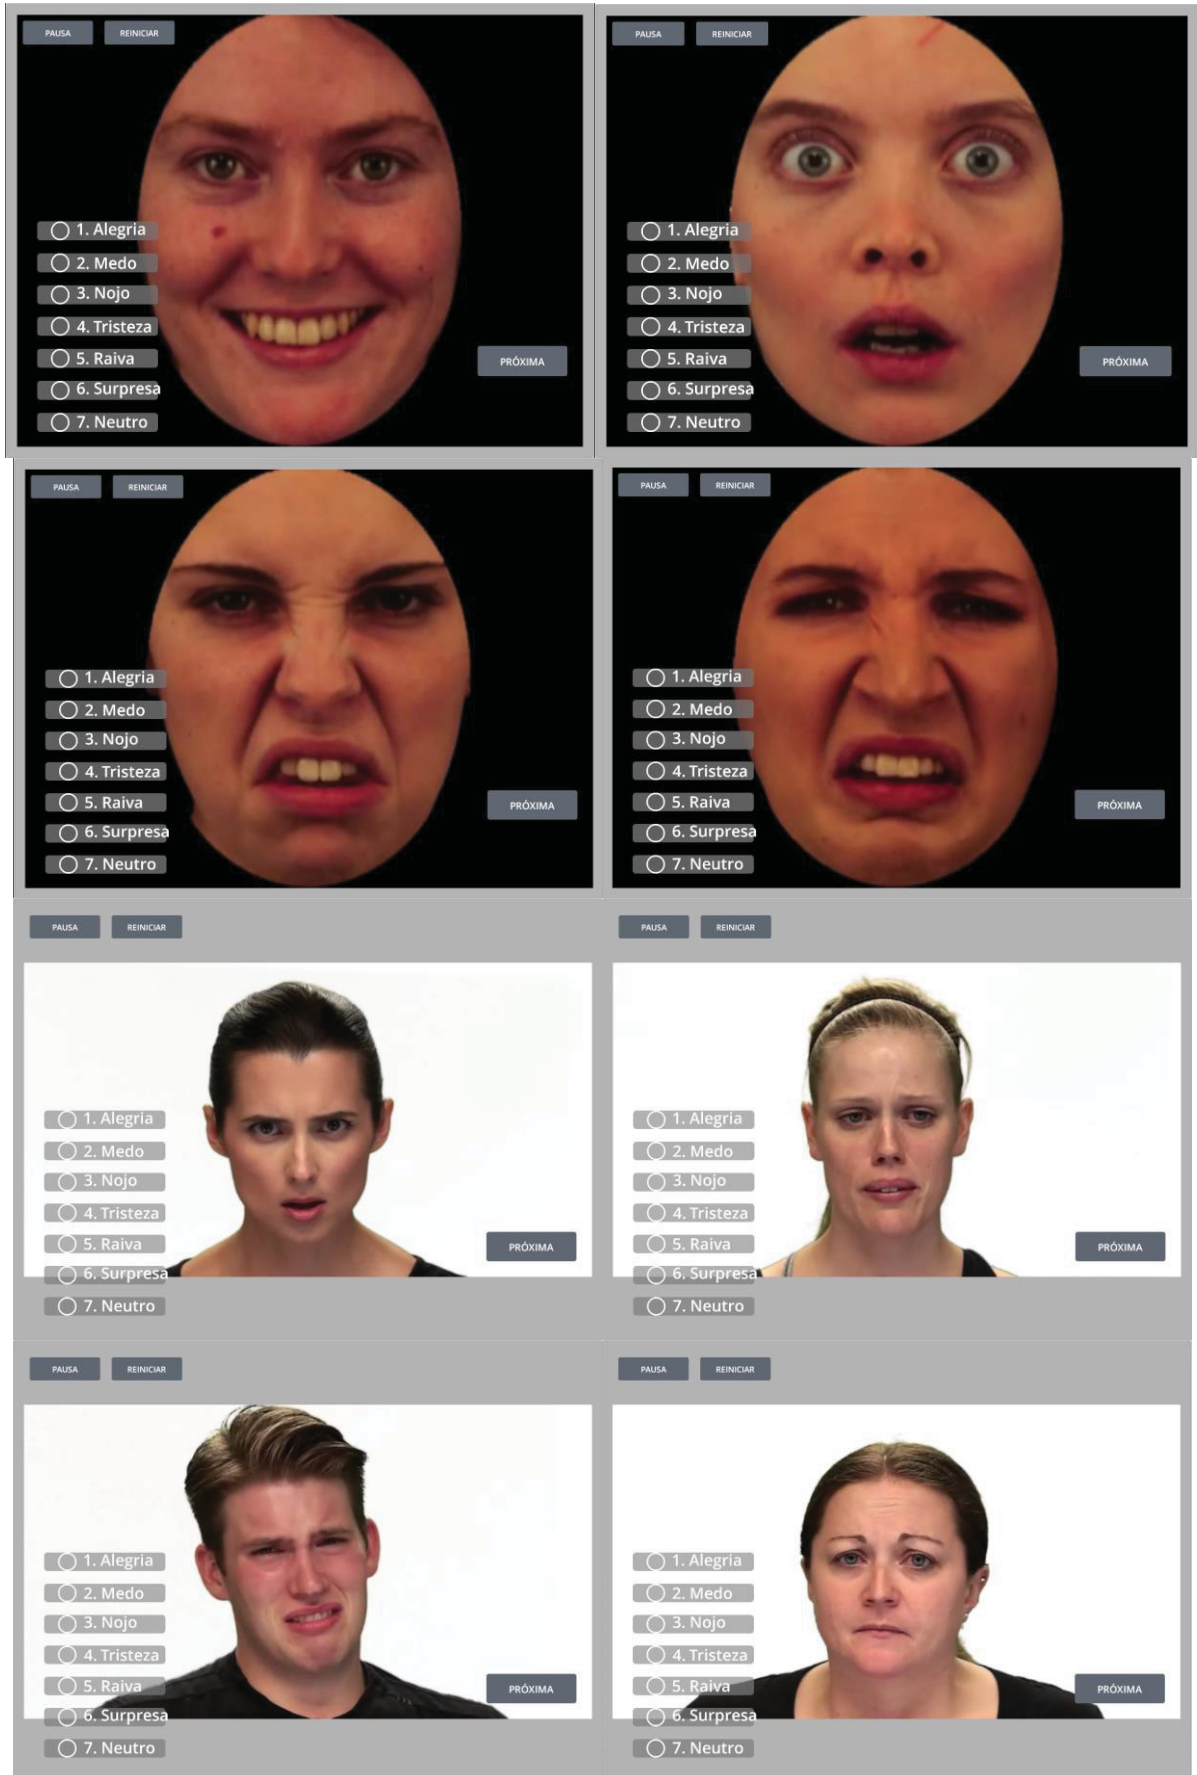 PAUSA REINICIAR
1. Alegria
2. Medo
3. Nojo
4. Tristeza
5. Raiva
6. Surpresa
7. Neutro
PRÓXIMA
PAUSA REINICIAR
1. Alegria
2. Medo
3. Nojo
4. Tristeza
5. Raiva
6. Surpresa
7. Neutro
PRÓXIMA
PAUSA REINICIAR
1. Alegria
2. Medo
3. Nojo
4. Tristeza
5. Raiva
6. Surpresa
7. Neutro
PRÓXIMA
PAUSA REINICIAR
1. Alegria
2. Medo
3. Nojo
4. Tristeza
5. Raiva
6. Surpresa
7. Neutro
PRÓXIMA
PAUSA REINICIAR
1. Alegria
2. Medo
3. Nojo
4. Tristeza
5. Raiva
6. Surpresa
7. Neutro
PRÓXIMA
PAUSA REINICIAR
1. Alegria
2. Medo
3. Nojo
4. Tristeza
5. Raiva
6. Surpresa
7. Neutro
PRÓXIMA
PAUSA REINICIAR
1. Alegria
2. Medo
3. Nojo
4. Tristeza
5. Raiva
6. Surpresa
7. Neutro
PRÓXIMA
PAUSA REINICIAR
1. Alegria
2. Medo
3. Nojo
4. Tristeza
5. Raiva
6. Surpresa
7. Neutro
PRÓXIMA